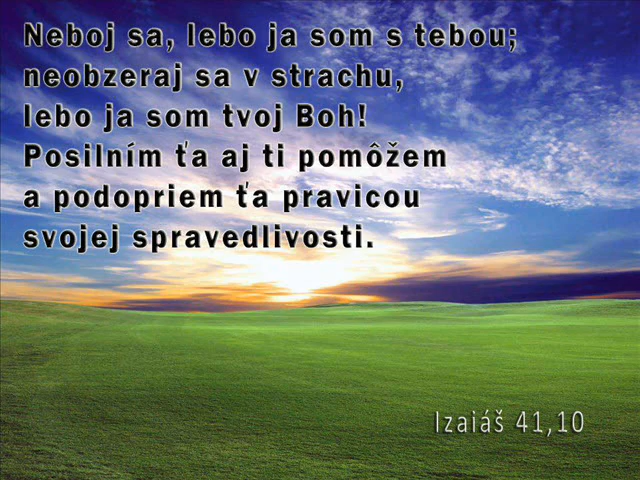 Neboj sa, lebo ja som s tebou;
neobzeraj sa v strachu,
lebo ja som tvoj Boh!
Posilním ťa aj ti pomôžem
a podopriem ťa pravicou
svojej spravedlivosti.
Izaiáš 41,10